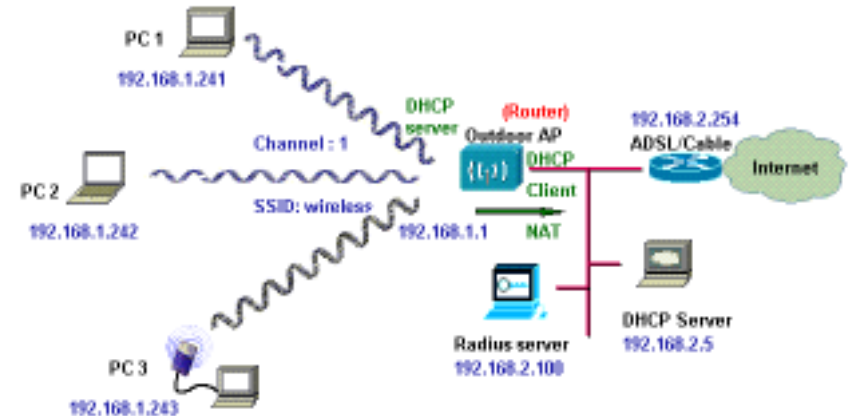 PC 1
192.168.1.241
DHCP
server
(Router)
Outdoor AP
192.168.2.254
ADSL/Cable
Internet
Channel : 1
DHCP
Client
PC 2
SSID: wireless
192.168.1.242
192.168.1.1
NAT
DHCP Server
192.168.2.5
Radius server
192.168.2.100
PC 3
192.168.1.243